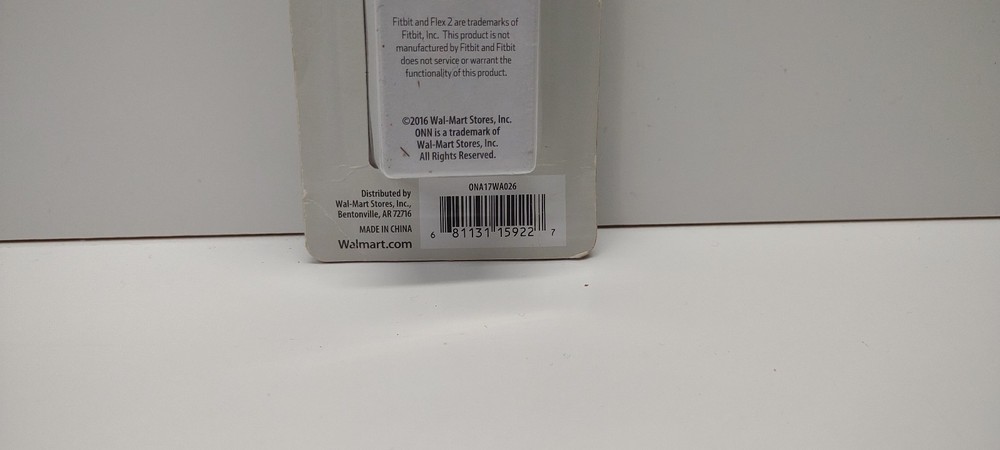 Fitbit and Flex 2 are trademarks of
Fitbit, Inc. This product is not
manufactured by Fitbit and Fitbit
does not service or warrant the
functionality of this product.
©2016 Wal-Mart Stores, Inc.
ONN is a trademark of
Wal-Mart Stores, Inc.
All Rights Reserved.
Distributed by
Wal-Mart Stores, Inc.,
Bentonville, AR 72716
MADE IN CHINA
Walmart.com
ONA17WA026
6 81131 15922 7